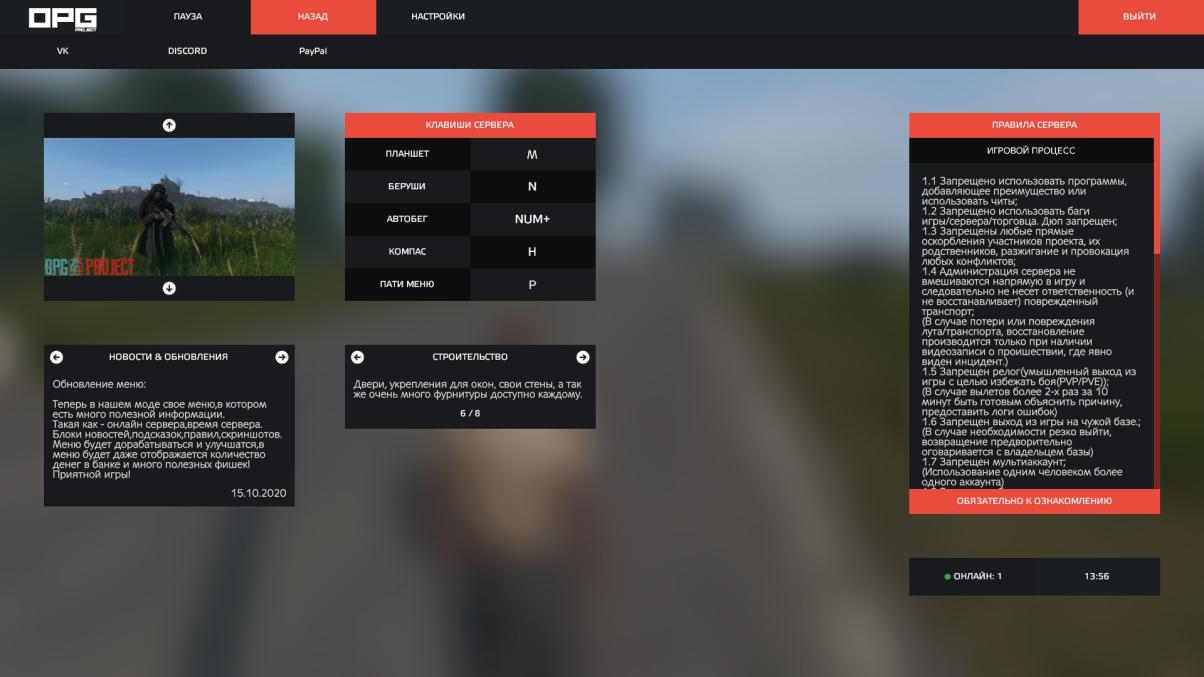 OPG
PROJECT
ПАУЗА
НАЗАД
НАСТРОЙКИ
ВЫЙТИ
VK
DISCORD
PayPal
OPG PROJECT
КЛАВИШИ СЕРВЕРА
ПЛАНШЕТ M
БЕРУШИ N
АВТОБЕГ NUM+
КОМПАС H
ПАТИ МЕНЮ P
НОВОСТИ & ОБНОВЛЕНИЯ
Обновление меню:
Теперь в нашем моде свое меню,в котором
есть много полезной информации.
Такая как - онлайн сервера,время сервера.
Блоки новостей,подсказок,правил,скриншотов.
Меню будет дорабатываться и улучшатся,в
меню будет даже отображается количество
денег в банке и много полезных фишек!
Приятной игры!
15.10.2020
СТРОИТЕЛЬСТВО
Двери, укрепления для окон, свои стены, а так
же очень много фурнитуры доступно каждому.
6 / 8
ПРАВИЛА СЕРВЕРА
ИГРОВОЙ ПРОЦЕСС
1.1 Запрещено использовать программы,
добавляющее преимущество или
использовать читы;
1.2 Запрещено использовать баги
игры/сервера/торговца. Дюп запрещен;
1.3 Запрещены любые прямые
оскорбления участников проекта, их
родственников, разжигание и провокация
любых конфликтов;
1.4 Администрация сервера не
вмешиваются напрямую в игру и
следовательно не несет ответственность (и
не восстанавливает) поврежденный
транспорт;
(В случае потери или повреждения
лута/транспорта, восстановление
производится только при наличии
видеозаписи о проишествии, где явно
виден инцидент.)
1.5 Запрещен релог(умышленный выход из
игры с целью избежать боя(PVP/PVE));
(В случае вылетов более 2-х раз за 10
минут быть готовым объяснить причину,
предоставить логи ошибок)
1.6 Запрещен выход из игры на чужой базе.;
(В случае необходимости резко выйти,
возвращение предворительно
оговаривается с владельцем базы)
1.7 Запрещен мультиаккаунт;
(Использование одним человеком более
одного аккаунта)
ОБЯЗАТЕЛЬНО К ОЗНАКОМЛЕНИЮ
ОНЛАЙН: 1
13:56